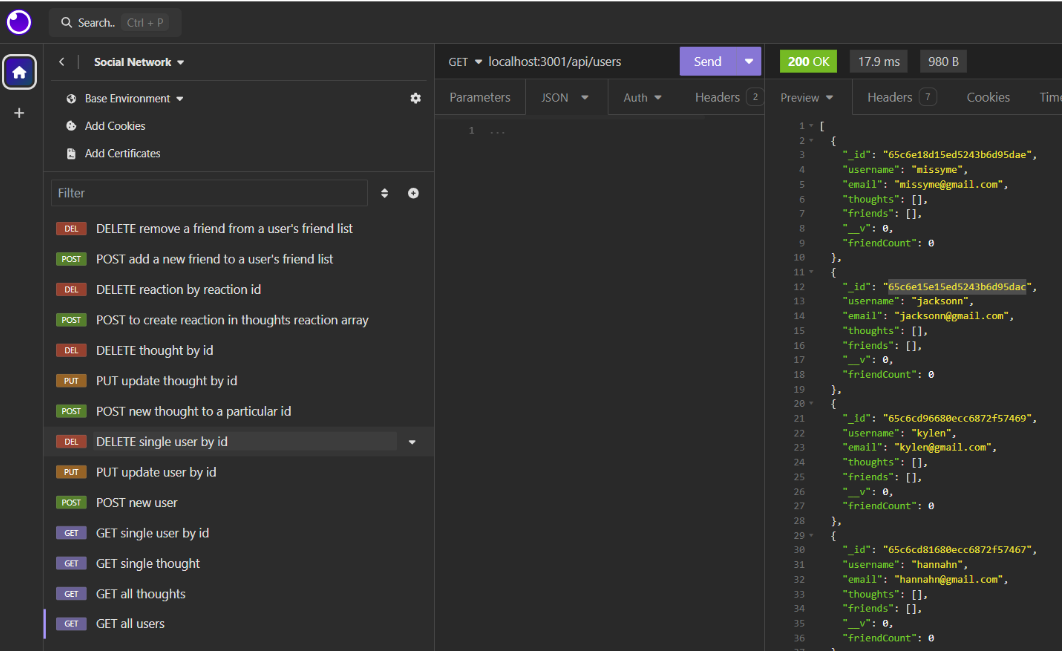 Search.. Ctrl + P
Social Network
Base Environment
Add Cookies
Add Certificates
Filter
DEL DELETE remove a friend from a user's friend list
POST POST add a new friend to a user's friend list
DEL DELETE reaction by reaction id
POST POST to create reaction in thoughts reaction array
DEL DELETE thought by id
PUT PUT update thought by id
POST POST new thought to a particular id
DEL DELETE single user by id
PUT PUT update user by id
POST POST new user
GET GET single user by id
GET GET single thought
GET GET all thoughts
GET GET all users
GET localhost:3001/api/users Send
Parameters JSON Auth Headers 2
1 ...
200 OK 17.9 ms 980 B
Preview Headers 7 Cookies Time
1 [
2 {
3 "_id": "65c6e18d15ed5243b6d95dae",
4 "username": "missyme",
5 "email": "missyme@gmail.com",
6 "thoughts": [],
7 "friends": [],
8 "__v": 0,
9 "friendCount": 0
10 },
11 {
12 "_id": "65c6e15e15ed5243b6d95dac",
13 "username": "jacksonn",
14 "email": "jacksonn@gmail.com",
15 "thoughts": [],
16 "friends": [],
17 "__v": 0,
18 "friendCount": 0
19 },
20 {
21 "_id": "65c6cd96680ecc6872f57469",
22 "username": "kylen",
23 "email": "kylen@gmail.com",
24 "thoughts": [],
25 "friends": [],
26 "__v": 0,
27 "friendCount": 0
28 },
29 {
30 "_id": "65c6cd81680ecc6872f57467",
31 "username": "hannahn",
32 "email": "hannahn@gmail.com",
33 "thoughts": [],
34 "friends": [],
35 "__v": 0,
36 "friendCount": 0